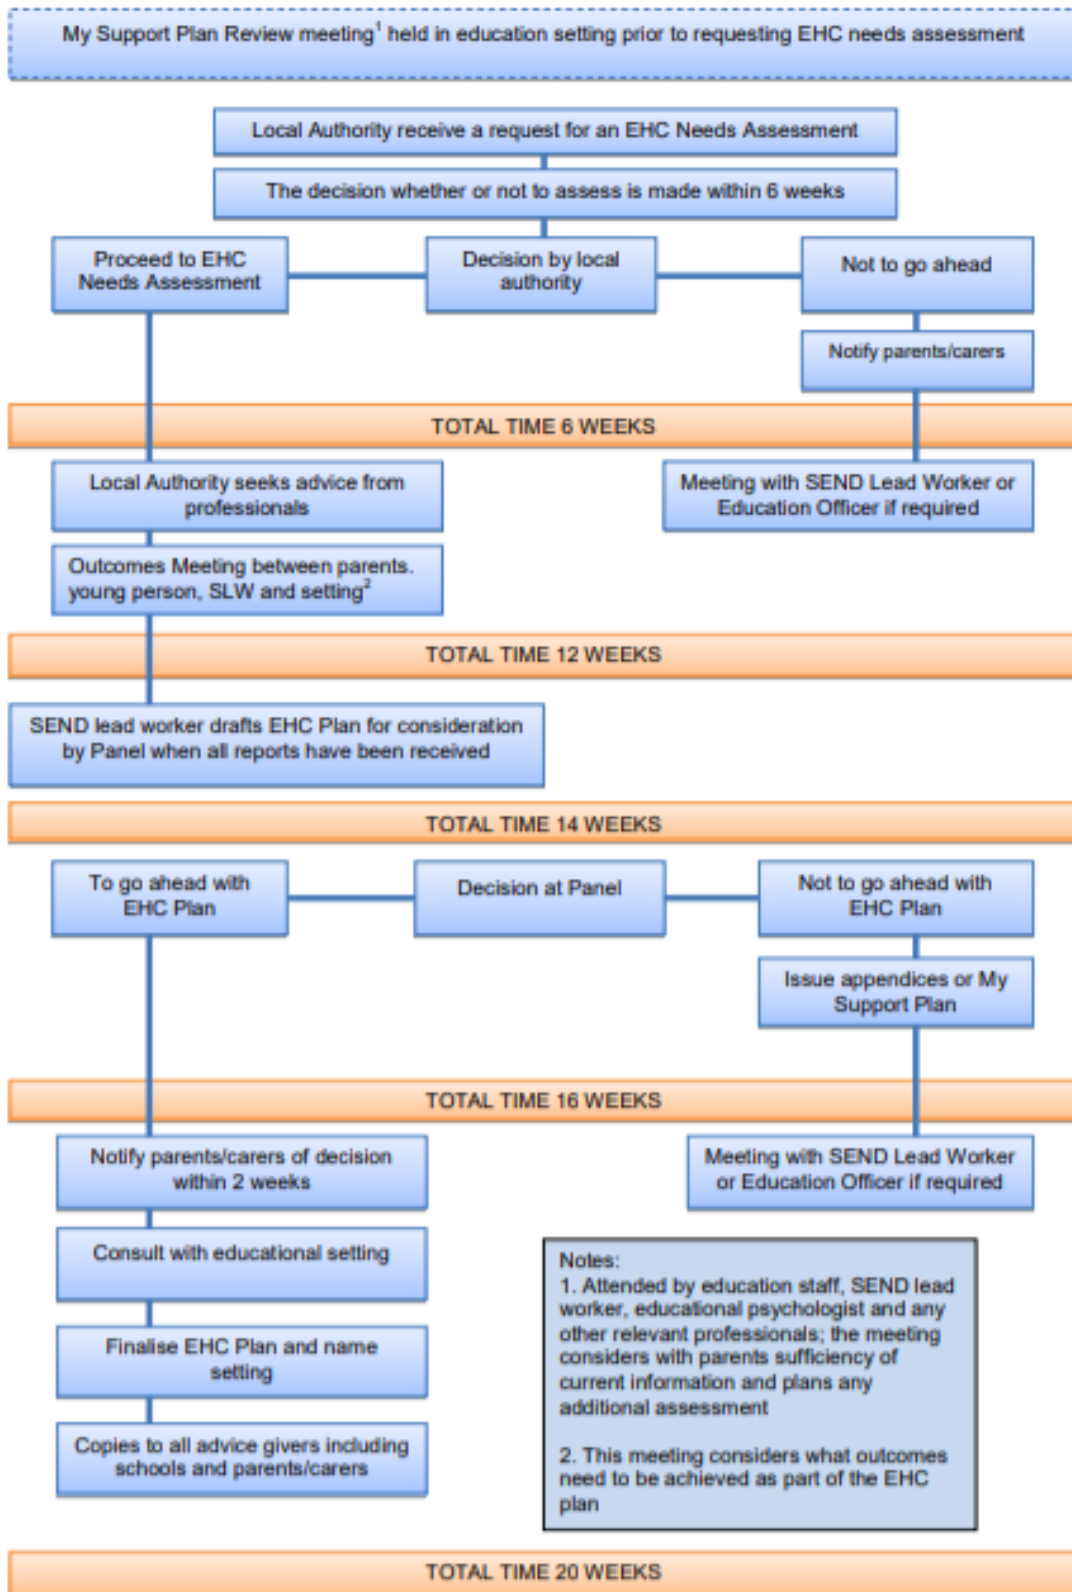 My Support Plan Review meeting¹ held in education setting prior to requesting EHC needs assessment
Local Authority receive a request for an EHC Needs Assessment
The decision whether or not to assess is made within 6 weeks
Proceed to EHC
Needs Assessment
Decision by local
authority
Not to go ahead
Notify parents/carers
TOTAL TIME 6 WEEKS
Local Authority seeks advice from
professionals
Meeting with SEND Lead Worker or
Education Officer if required
Outcomes Meeting between parents.
young person, SLW and setting²
TOTAL TIME 12 WEEKS
SEND lead worker drafts EHC Plan for consideration
by Panel when all reports have been received
TOTAL TIME 14 WEEKS
To go ahead with
EHC Plan
Decision at Panel
Not to go ahead with
EHC Plan
Issue appendices or My
Support Plan
TOTAL TIME 16 WEEKS
Notify parents/carers of decision
within 2 weeks
Meeting with SEND Lead Worker
or Education Officer if required
Consult with educational setting
Finalise EHC Plan and name
setting
Copies to all advice givers including
schools and parents/carers
Notes:
1. Attended by education staff, SEND lead
worker, educational psychologist and any
other relevant professionals; the meeting
considers with parents sufficiency of
current information and plans any
additional assessment
2. This meeting considers what outcomes
need to be achieved as part of the EHC
plan
TOTAL TIME 20 WEEKS